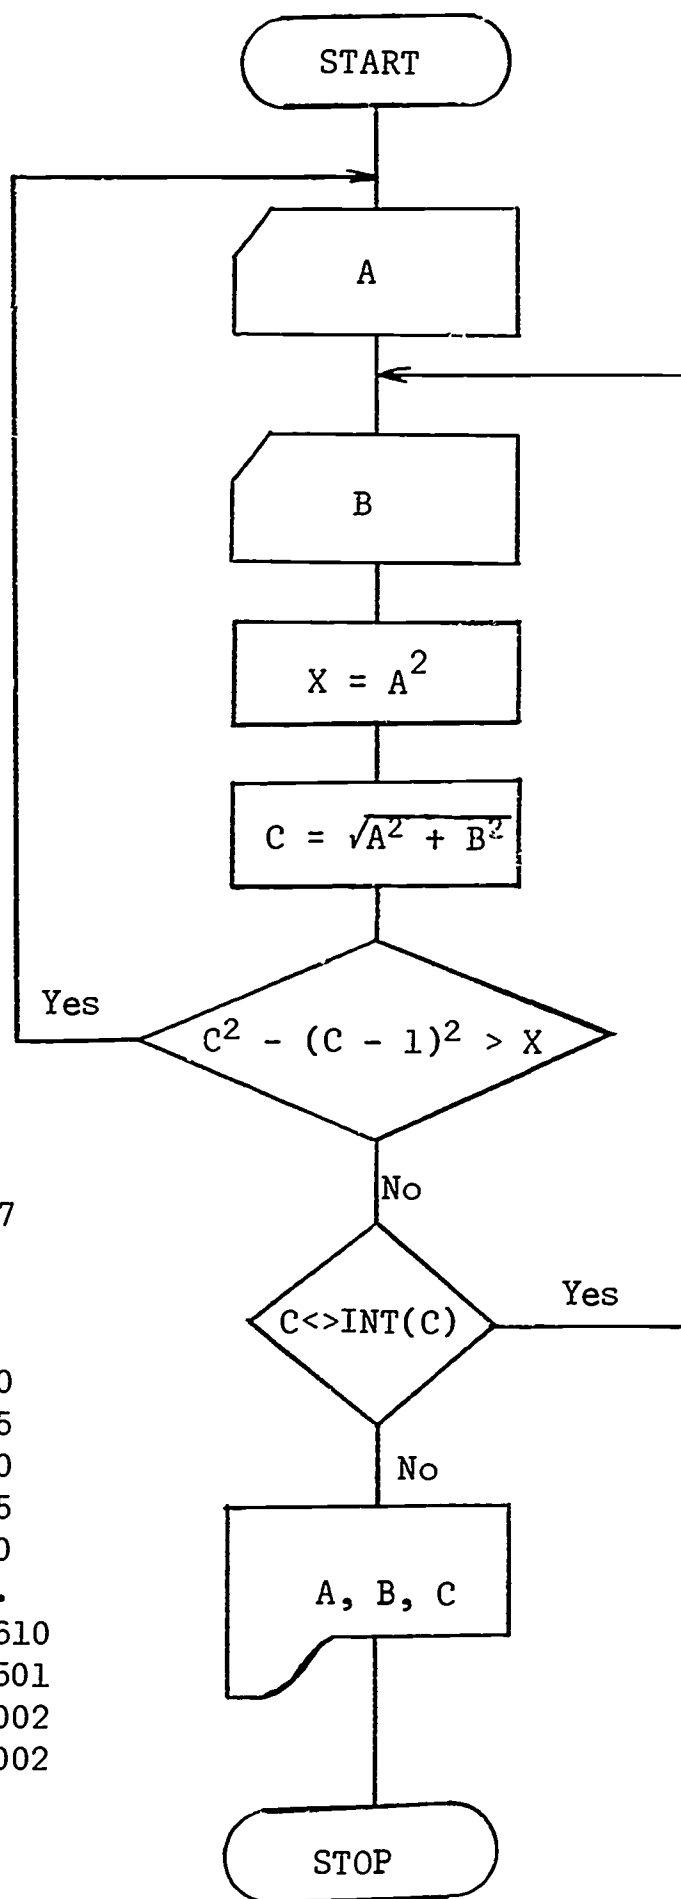 START
A
B
X = A²
C = √A² + B²
Yes
C² - (C - 1)² > X
No
7
C<>INT(C)
Yes
0
5
0
5
0
.
No
A, B, C
610
501
002
002
STOP